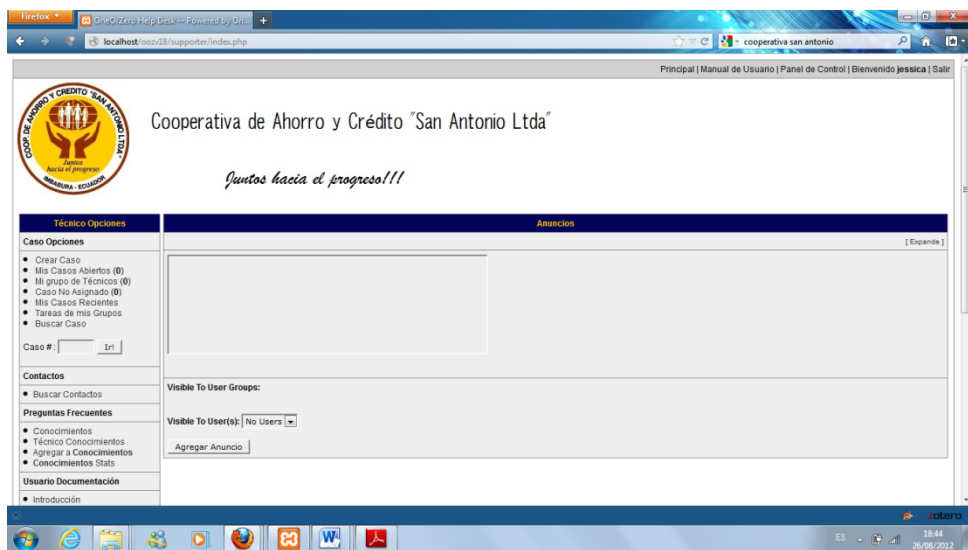 Firefox
OneOrZero Help Desk -- Powered by On...
localhost/oozv18/supporter/index.php
cooperativa san antonio
Principal | Manual de Usuario | Panel de Control | Bienvenido jessica | Salir
COOP. DE AHORRO Y CREDITO "SAN ANTONIO LTDA"
Juntos
hacia el progreso
IMBABURA - ECUADOR
Cooperativa de Ahorro y Crédito "San Antonio Ltda"
Juntos hacia el progreso!!!
Técnico Opciones
Caso Opciones
Crear Caso
Mis Casos Abiertos (0)
Mi grupo de Técnicos (0)
Caso No Asignado (0)
Mis Casos Recientes
Tareas de mis Grupos
Buscar Caso
Caso # : Ir!
Contactos
Buscar Contactos
Preguntas Frecuentes
Conocimientos
Técnico Conocimientos
Agregar a Conocimientos
Conocimientos Stats
Usuario Documentación
Introducción
Anuncios
[ Expande ]
Visible To User Groups:
Visible To User(s): No Users
Agregar Anuncio
zotero
ES
18:44
26/08/2012